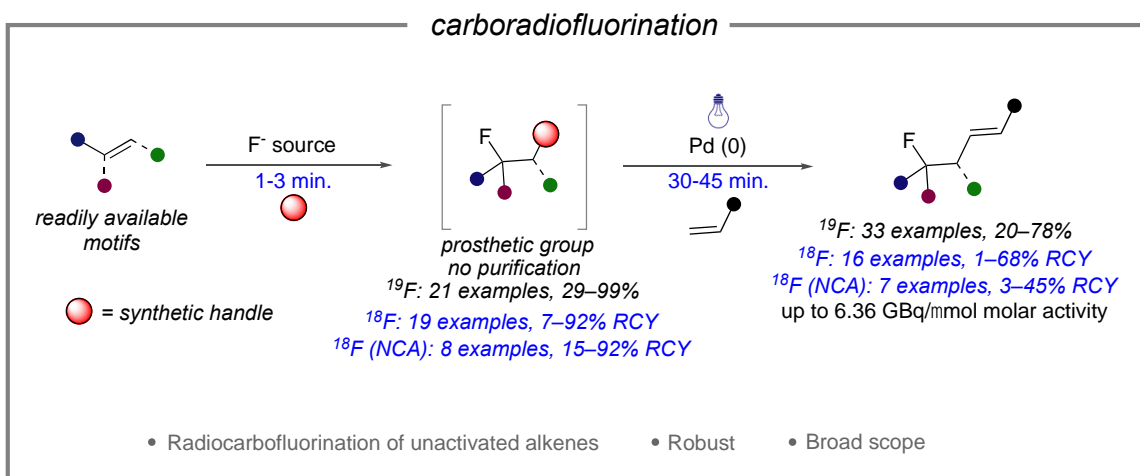 carboradiofluorination
F⁻ source
1-3 min.
readily available
motifs
= synthetic handle
F
prosthetic group
no purification
¹⁹F: 21 examples, 29–99%
¹⁸F: 19 examples, 7–92% RCY
¹⁸F (NCA): 8 examples, 15–92% RCY
Pd (0)
30-45 min.
F
¹⁹F: 33 examples, 20–78%
¹⁸F: 16 examples, 1–68% RCY
¹⁸F (NCA): 7 examples, 3–45% RCY
up to 6.36 GBq/mmol molar activity
• Radiocarbofluorination of unactivated alkenes • Robust • Broad scope